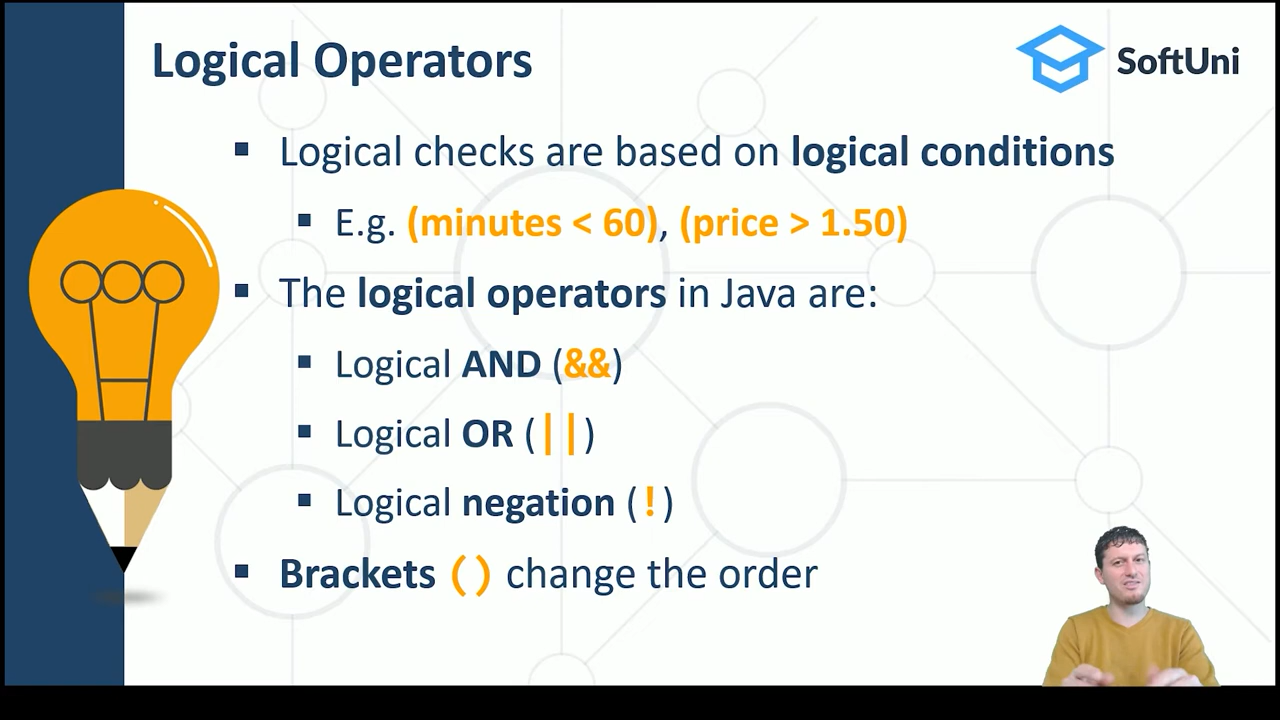 Logical Operators
SoftUni
▪ Logical checks are based on logical conditions
▪ E.g. (minutes < 60), (price > 1.50)
▪ The logical operators in Java are:
▪ Logical AND (&&)
▪ Logical OR (||)
▪ Logical negation (!)
▪ Brackets () change the order